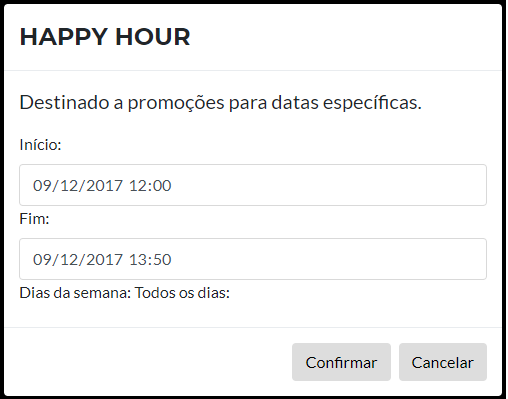 HAPPY HOUR
Destinado a promoções para datas específicas.
Início:
09/12/2017 12:00
Fim:
09/12/2017 13:50
Dias da semana: Todos os dias:
Confirmar Cancelar